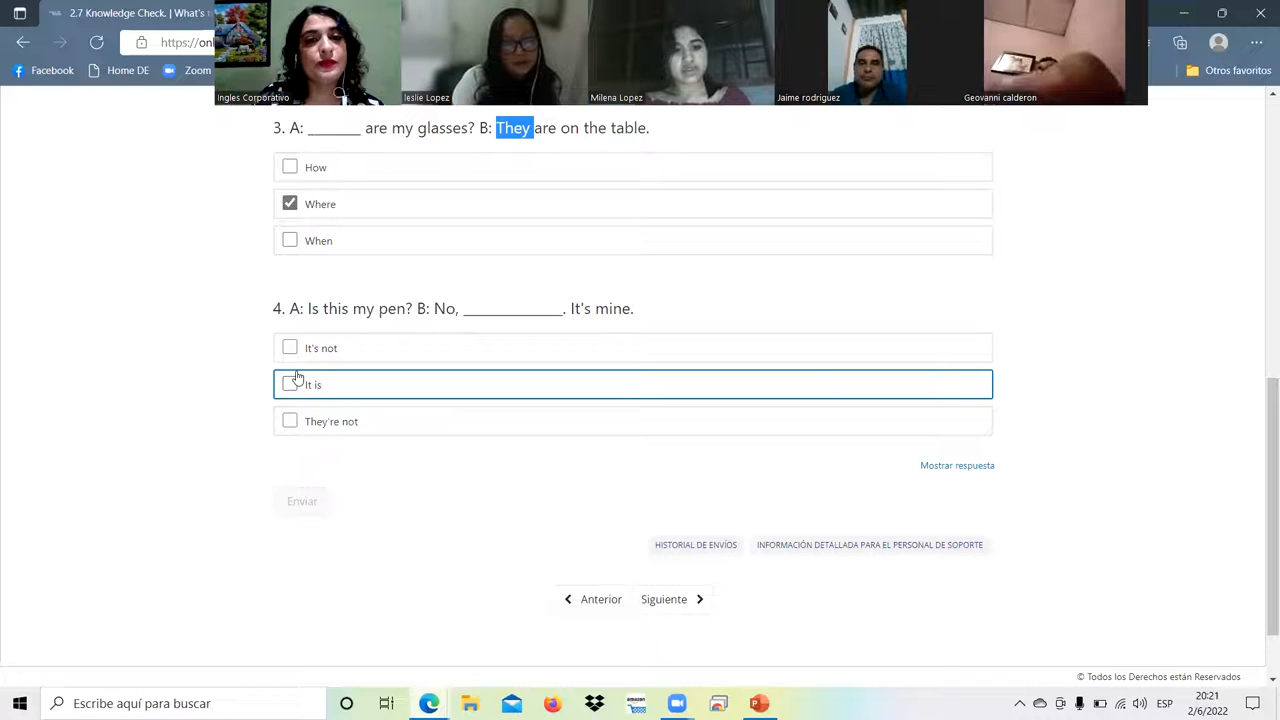 2.7 Knowledge Check. | What's t
https://onl
Facebook
Home DE
Zoom
Otros favoritos
Ingles Corporativo
leslie Lopez
Milena Lopez
Jaime rodriguez
Geovanni calderon
3. A: ________ are my glasses? B: They are on the table.
How
Where
When
4. A: Is this my pen? B: No, ______________. It's mine.
It's not
It is
They're not
Mostrar respuesta
Enviar
HISTORIAL DE ENVÍOS
INFORMACIÓN DETALLADA PARA EL PERSONAL DE SOPORTE
Anterior
Siguiente
© Todos los Derechos están Reservados.
Escribe aquí para buscar
amazon
ESP
20:21
2/6/2022